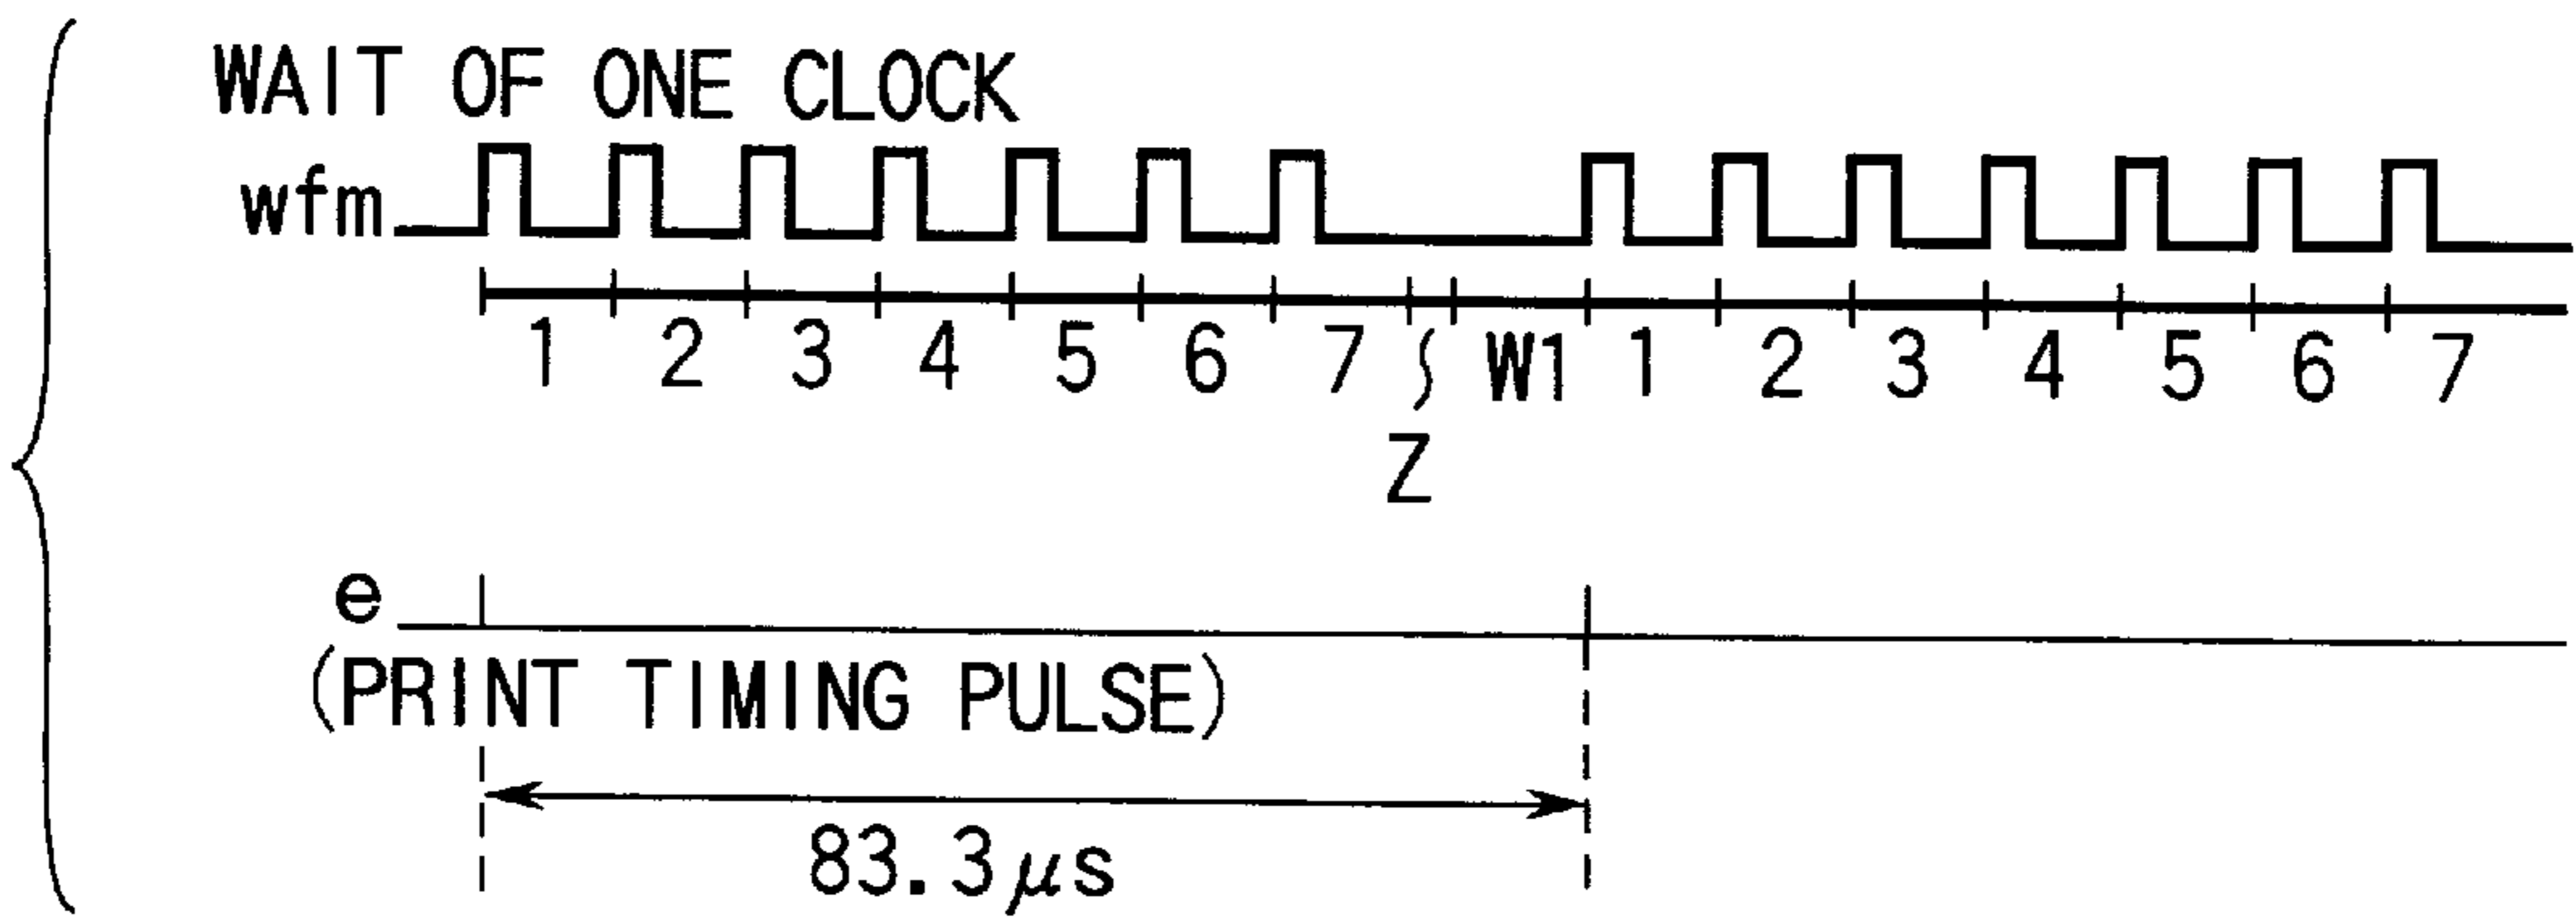 WAIT OF ONE CLOCK
wfm
1 2 3 4 5 6 7 W1 1 2 3 4 5 6 7
Z
e
(PRINT TIMING PULSE)
83.3μs